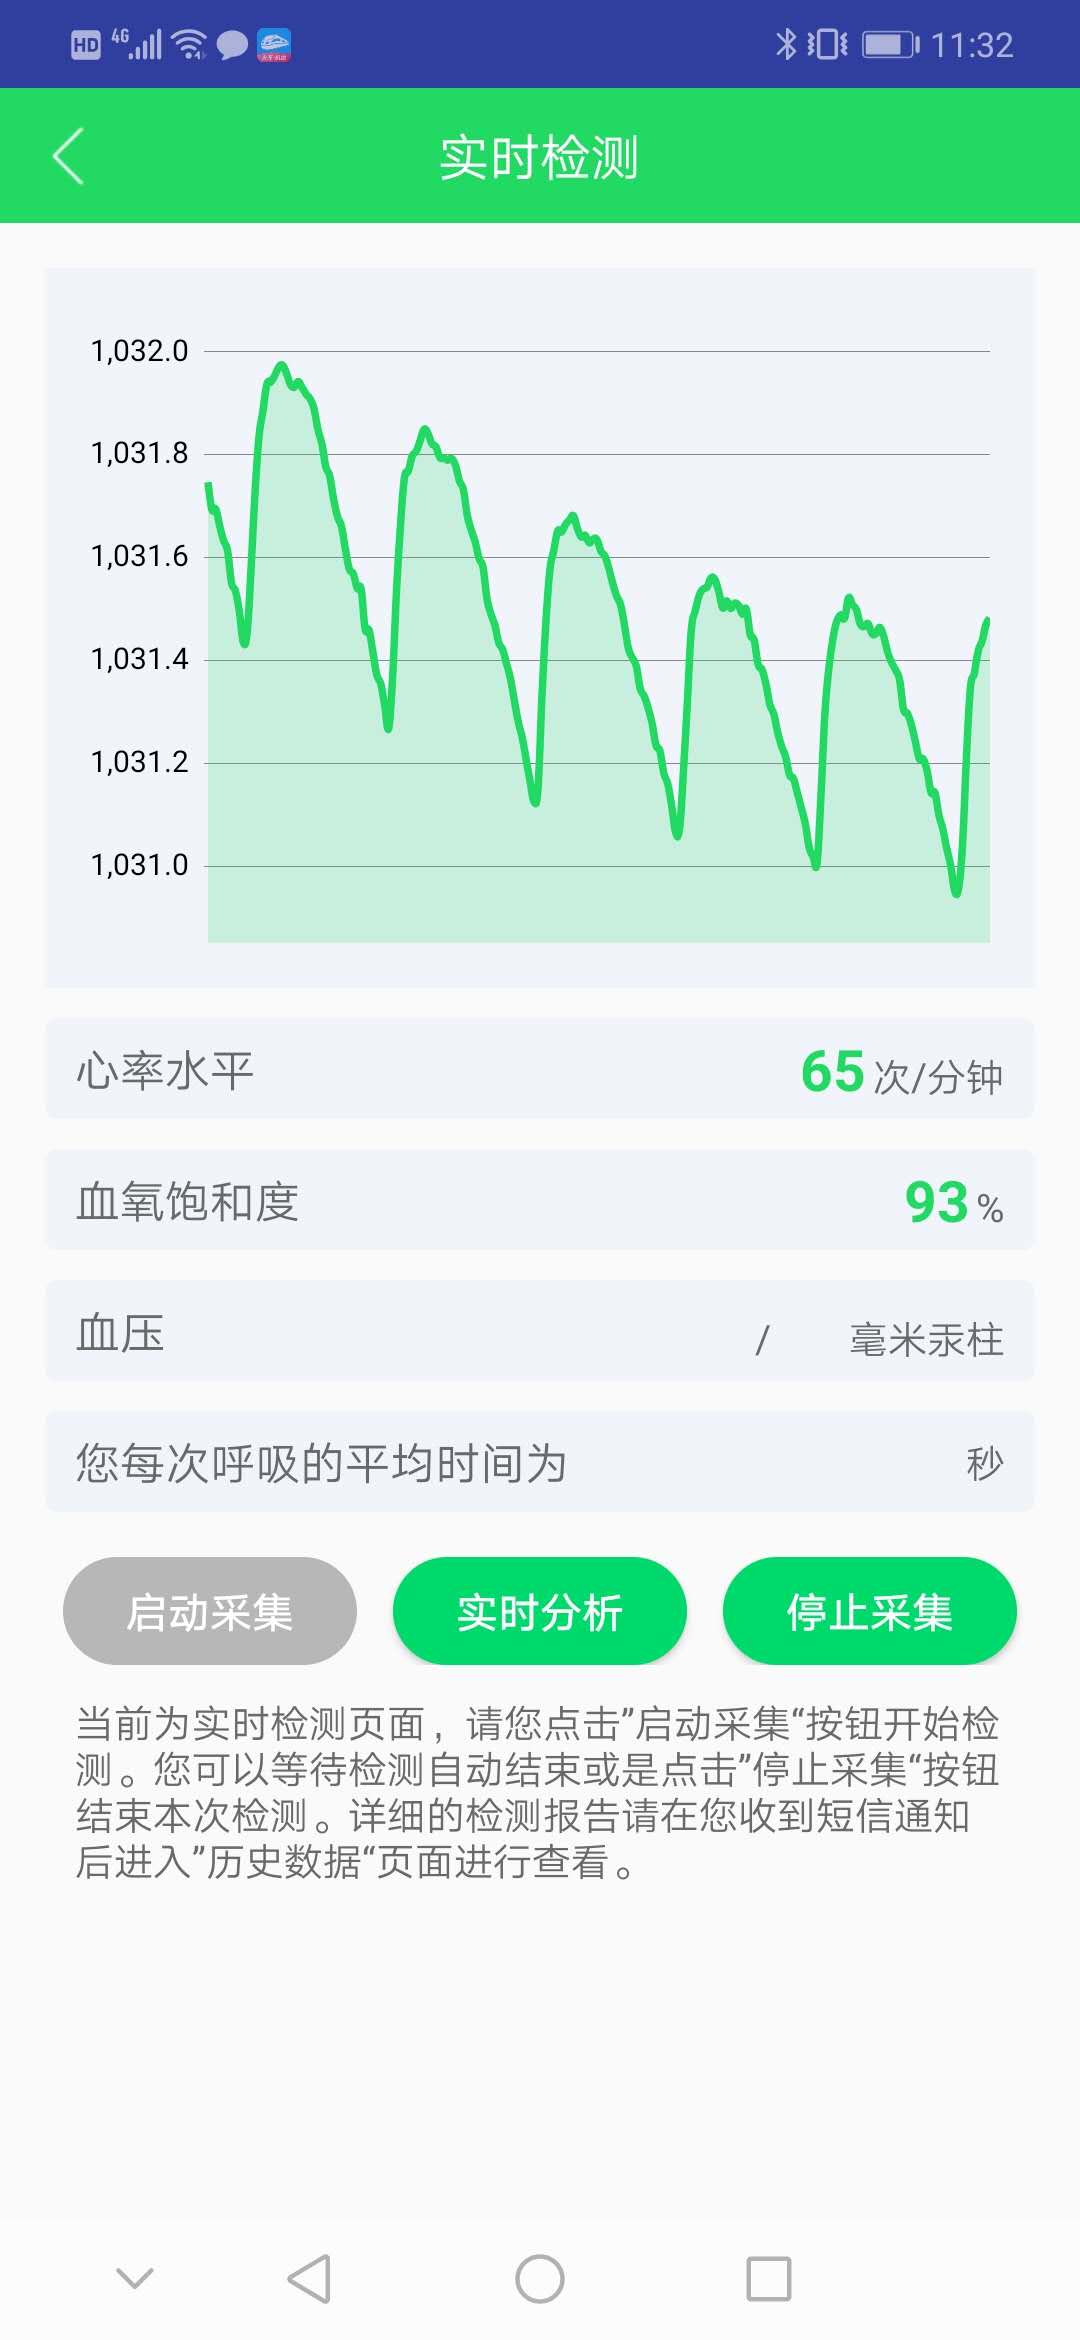 HD 4G 11:32
实时检测
1,032.0
1,031.8
1,031.6
1,031.4
1,031.2
1,031.0
心率水平 65 次/分钟
血氧饱和度 93 %
血压 / 毫米汞柱
您每次呼吸的平均时间为 秒
启动采集 实时分析 停止采集
当前为实时检测页面，请您点击”启动采集“按钮开始检
测。您可以等待检测自动结束或是点击”停止采集“按钮
结束本次检测。详细的检测报告请在您收到短信通知
后进入”历史数据“页面进行查看。